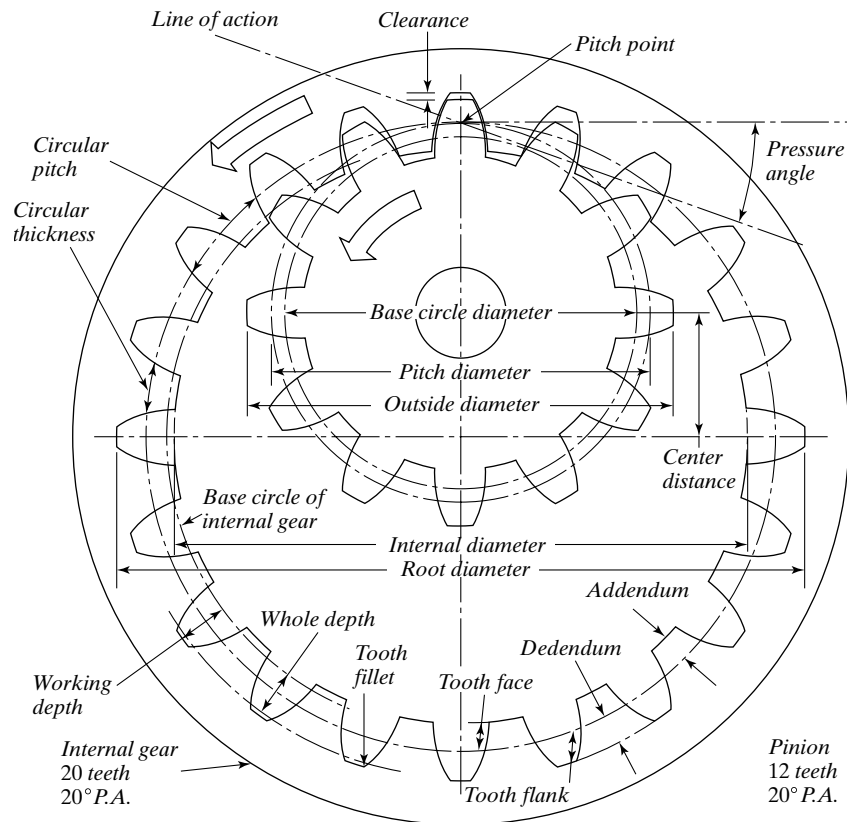 Line of action
Clearance
Pitch point
Circular
pitch
Pressure
angle
Circular
thickness
Base circle diameter
Pitch diameter
Outside diameter
Center
distance
Base circle of
internal gear
Internal diameter
Root diameter
Addendum
Whole depth
Dedendum
Tooth
fillet
Tooth face
Working
depth
Internal gear
20 teeth
20° P.A.
Tooth flank
Pinion
12 teeth
20° P.A.